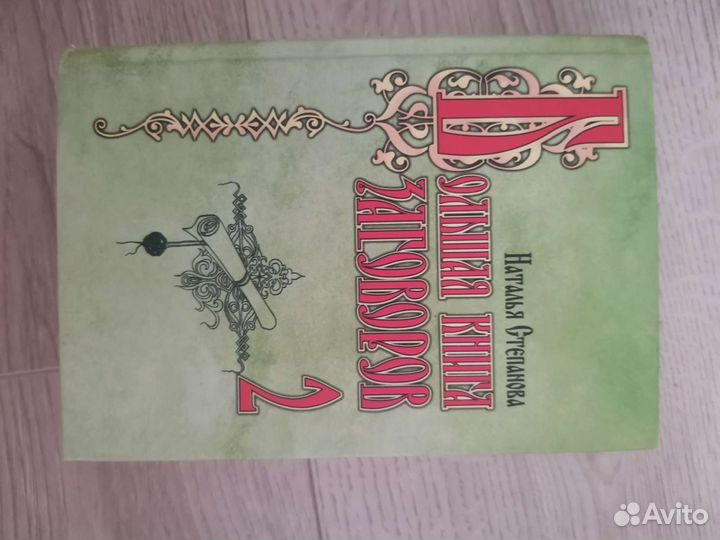 Наталья Степанова
Большая книга
заговоров
2
Avito